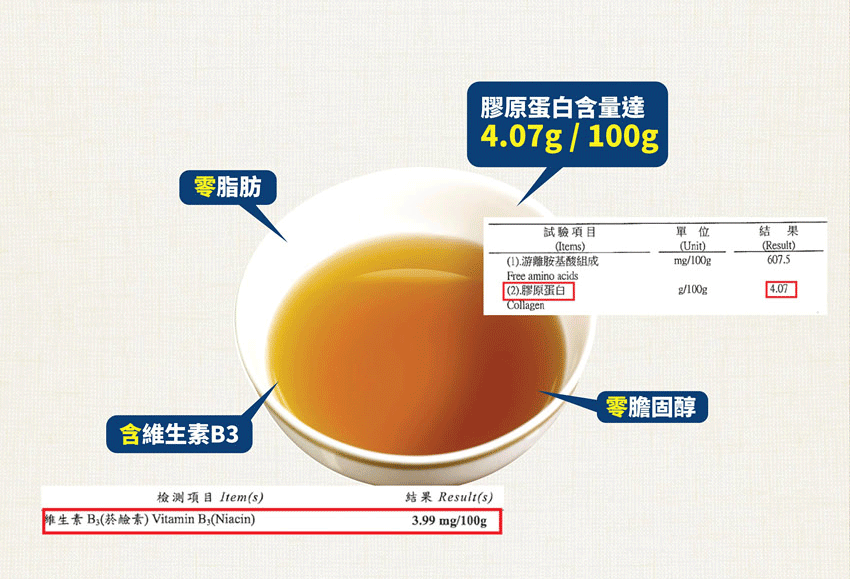 膠原蛋白含量達
4.07g / 100g
零脂肪
試驗項目 單 位 結 果
(Items) (Unit) (Result)
(1).游離胺基酸組成 mg/100g 607.5
Free amino acids
(2).膠原蛋白 g/100g 4.07
Collagen
零膽固醇
含維生素B3
檢測項目 Item(s) 結果 Result(s)
維生素 B3(菸鹼素) Vitamin B3(Niacin) 3.99 mg/100g